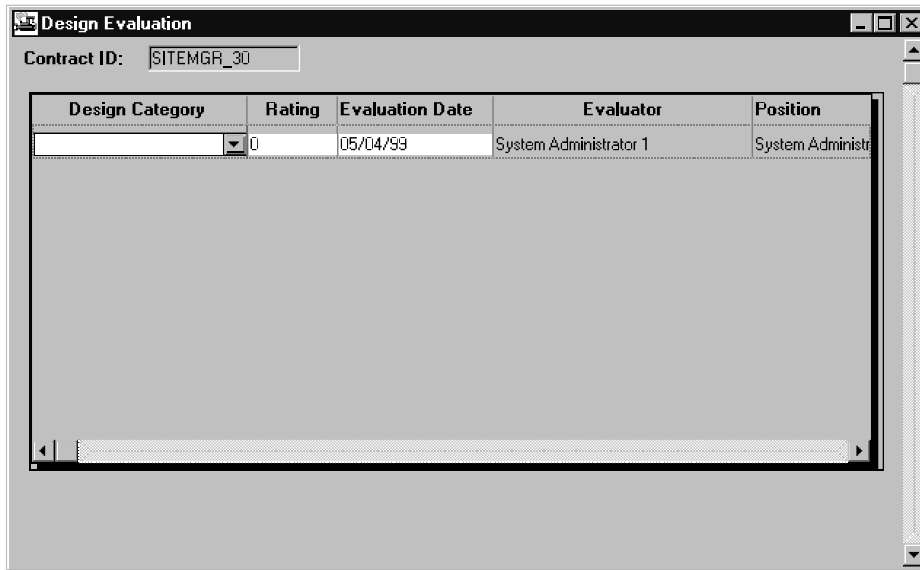 Design Evaluation
Contract ID: SITEMGR_30
Design Category Rating Evaluation Date Evaluator Position
0 05/04/99 System Administrator 1 System Administr